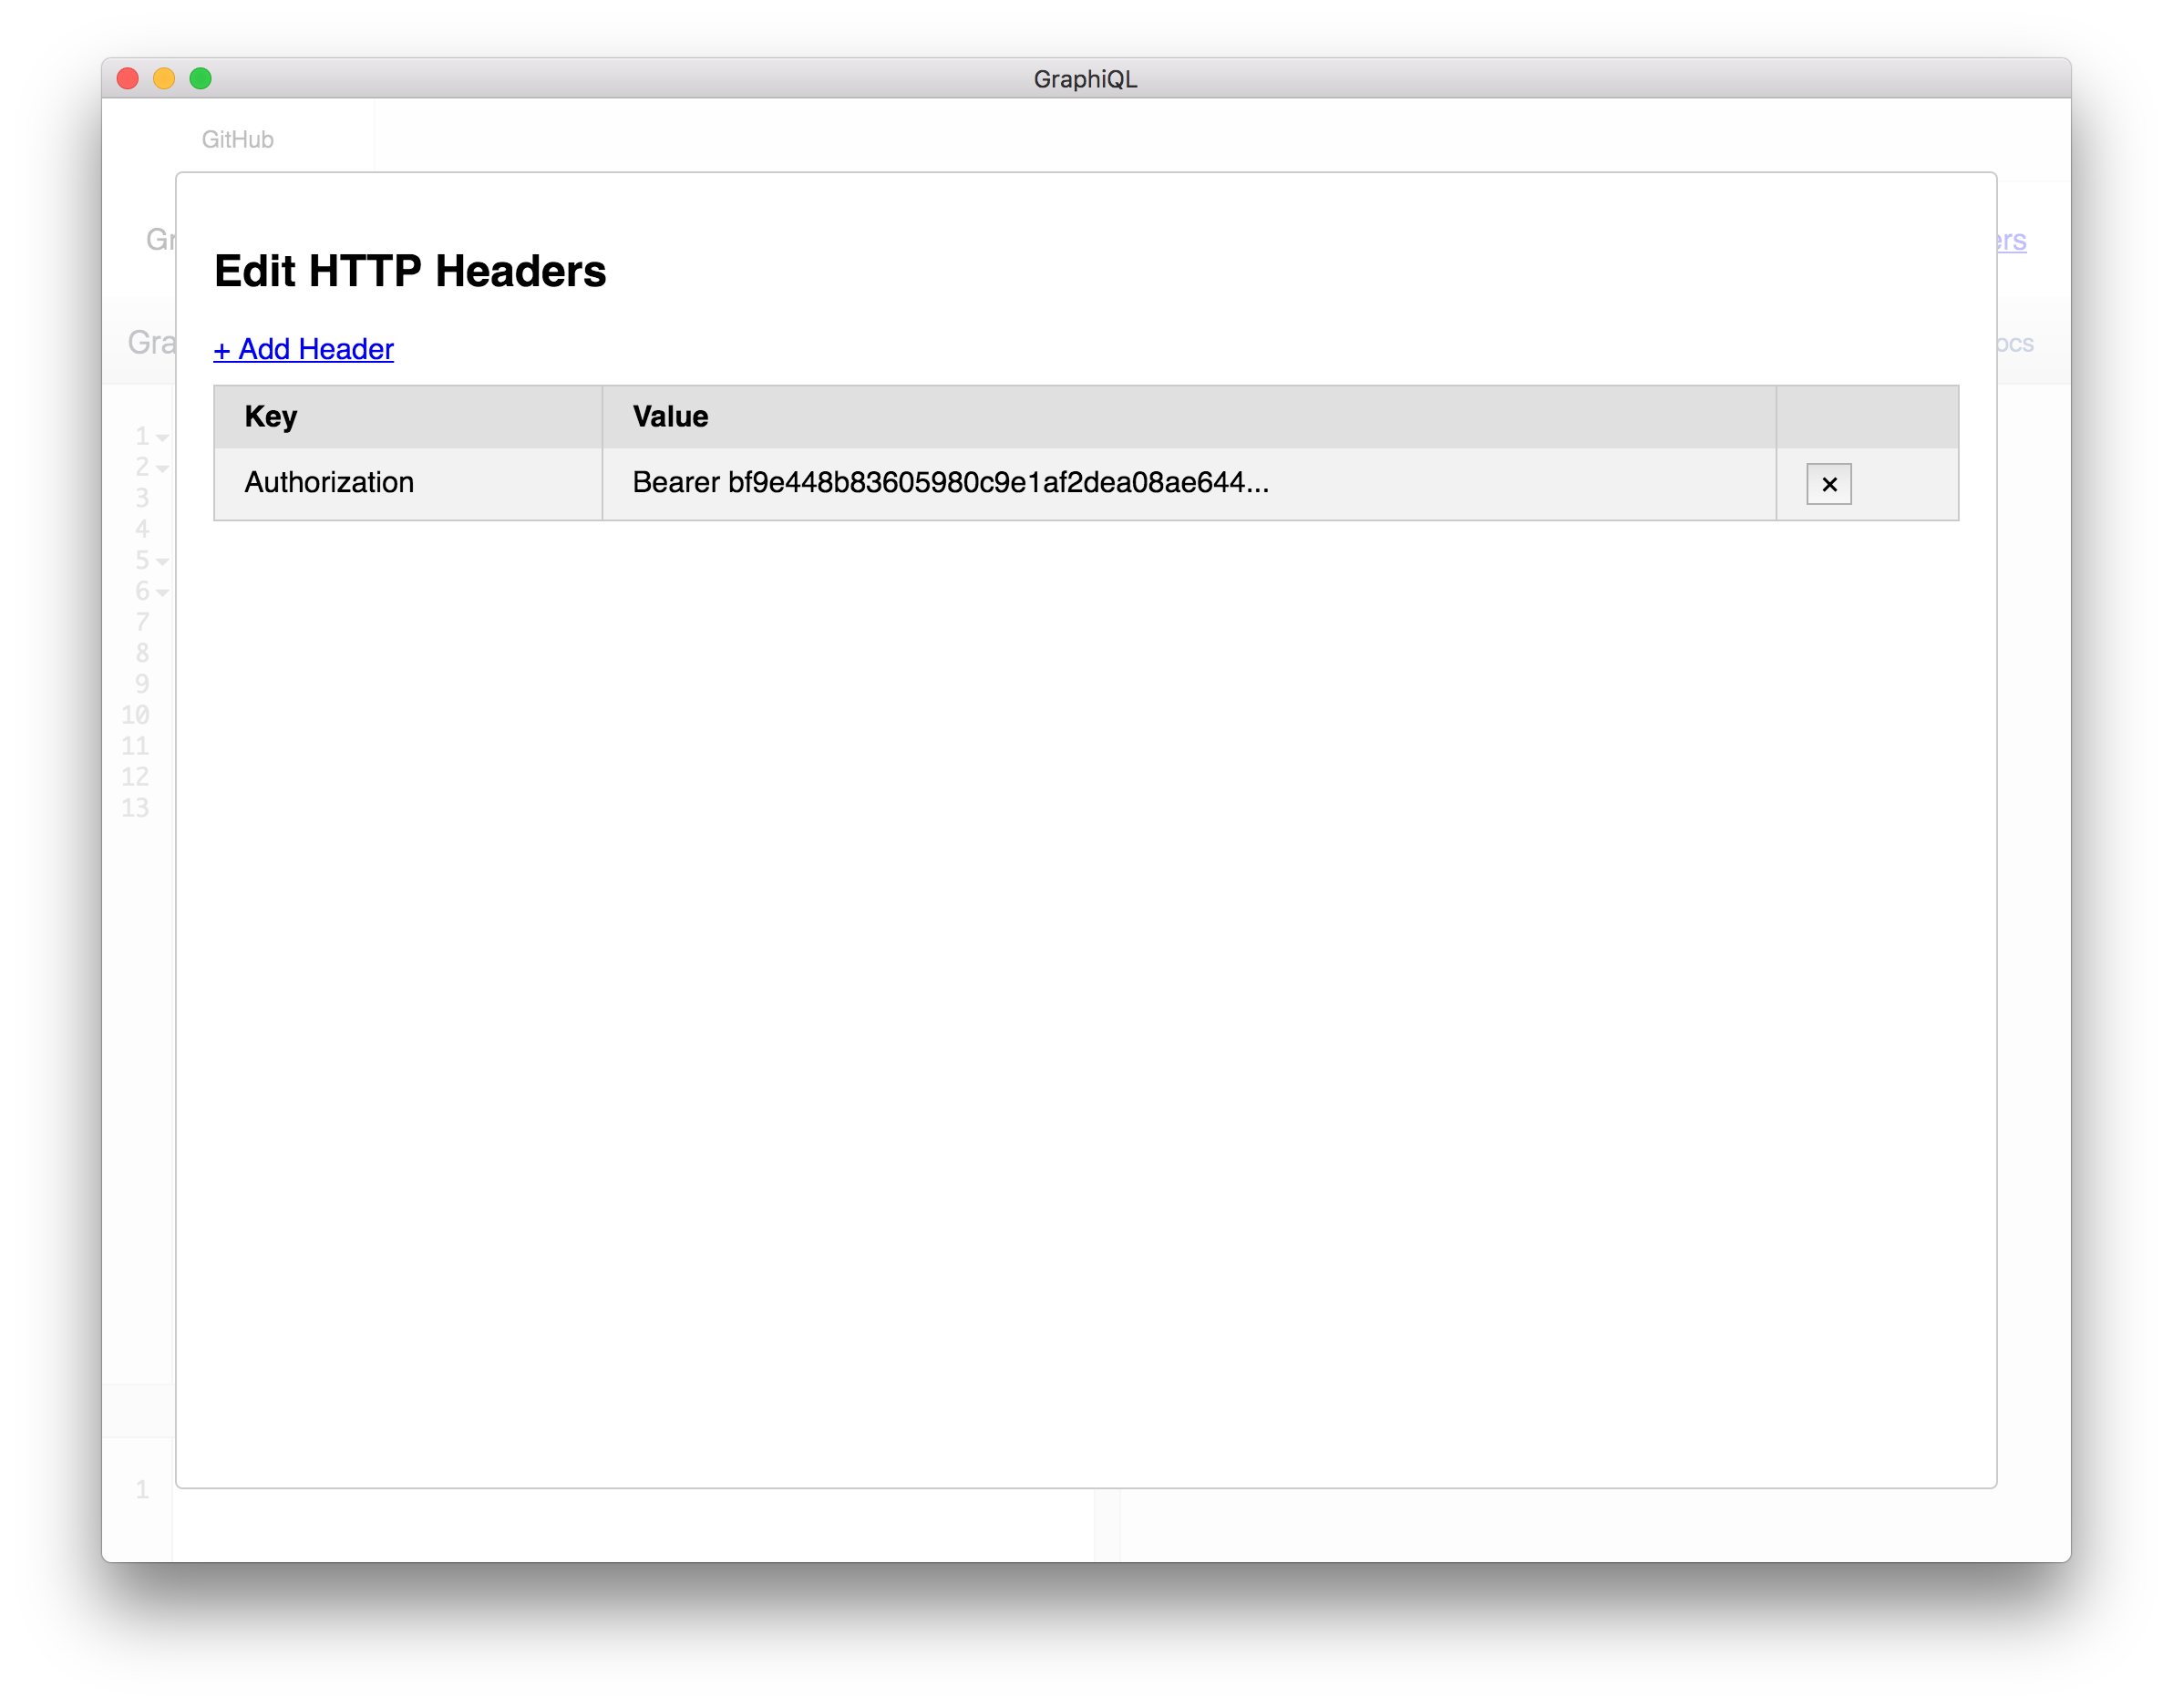 GraphiQL
GitHub
Gr
ers
Edit HTTP Headers
+ Add Header
Gra
ocs
Key Value
Authorization Bearer bf9e448b83605980c9e1af2dea08ae644... ×
1
2
3
4
5
6
7
8
9
10
11
12
13
1